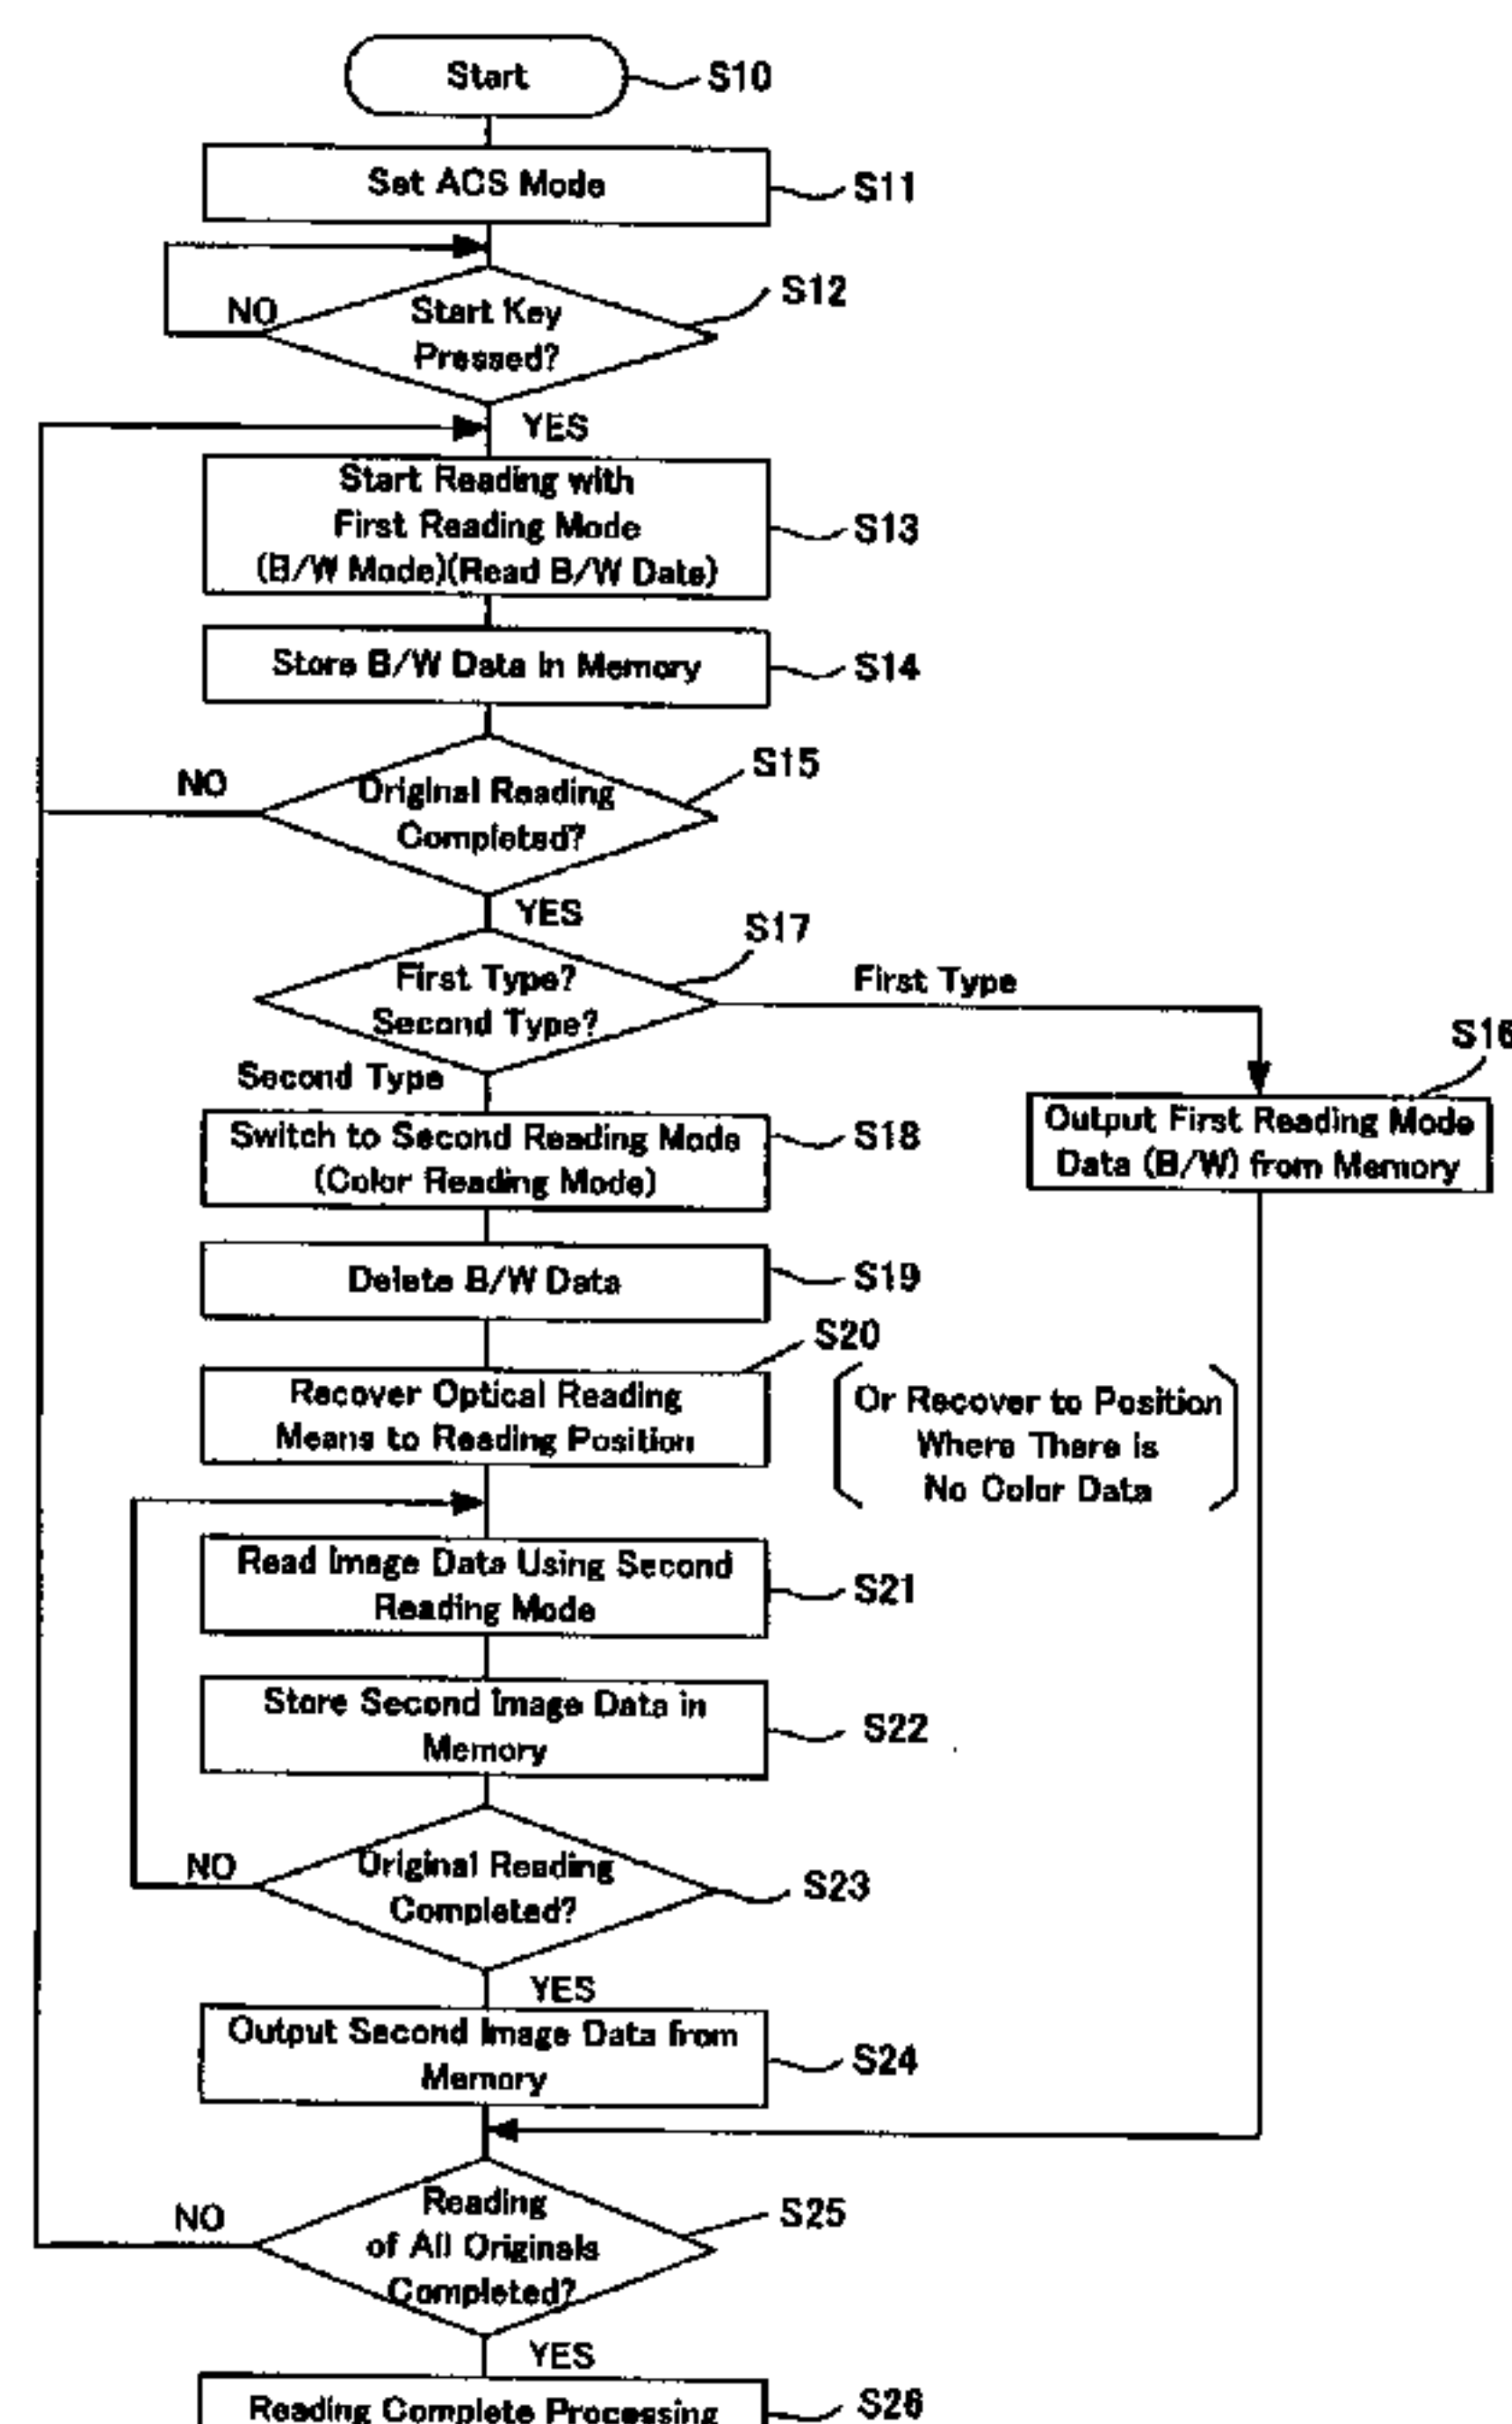 Start
S10
Set ACS Mode
S11
NO
Start Key
Pressed?
S12
YES
Start Reading with
First Reading Mode
(B/W Mode)(Read B/W Date)
S13
Store B/W Data in Memory
S14
NO
Original Reading
Completed?
S15
YES
First Type?
Second Type?
S17
First Type
Second Type
S16
Output First Reading Mode
Data (B/W) from Memory
Switch to Second Reading Mode
(Color Reading Mode)
S18
Delete B/W Data
S19
Recover Optical Reading
Means to Reading Position
S20
Or Recover to Position
Where There is
No Color Data
Read Image Data Using Second
Reading Mode
S21
Store Second Image Data in
Memory
S22
NO
Original Reading
Completed?
S23
YES
Output Second Image Data from
Memory
S24
NO
Reading
of All Originals
Completed?
S25
YES
Reading Complete Processing
S26